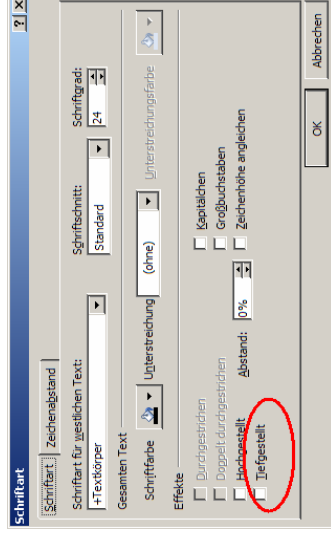 Schriftart
Schriftart Zeichenabstand
Schriftart für westlichen Text: Schriftschnitt: Schriftgrad:
+Textkörper Standard 24
Gesamten Text
Schriftfarbe Unterstreichung (ohne) Unterstreichungsfarbe
Effekte
Durchgestrichen Kapitälchen
Doppelt durchgestrichen Großbuchstaben
Hochgestellt Abstand: 0% Zeichenhöhe angleichen
Tiefgestellt
OK Abbrechen